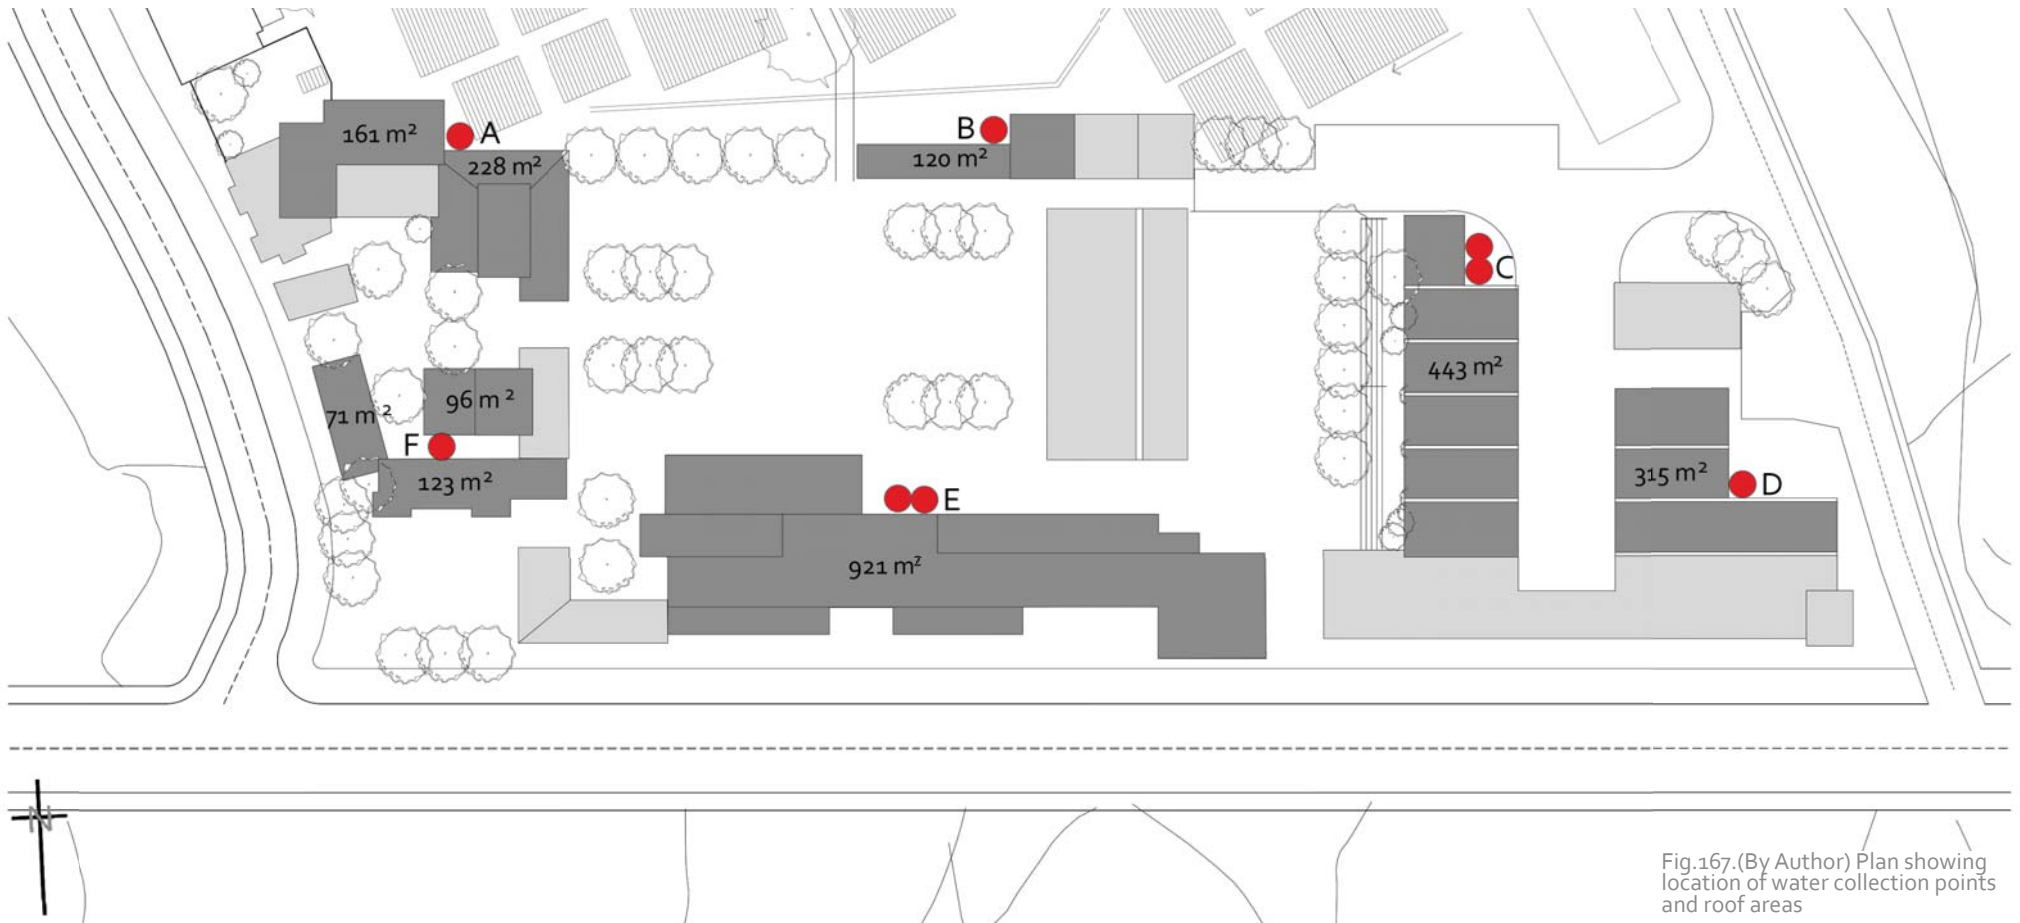 161 m²
A
228 m²
B
120 m²
C
443 m²
71 m²
96 m²
F
123 m²
E
921 m²
315 m²
D
N
Fig.167.(By Author) Plan showing
location of water collection points
and roof areas